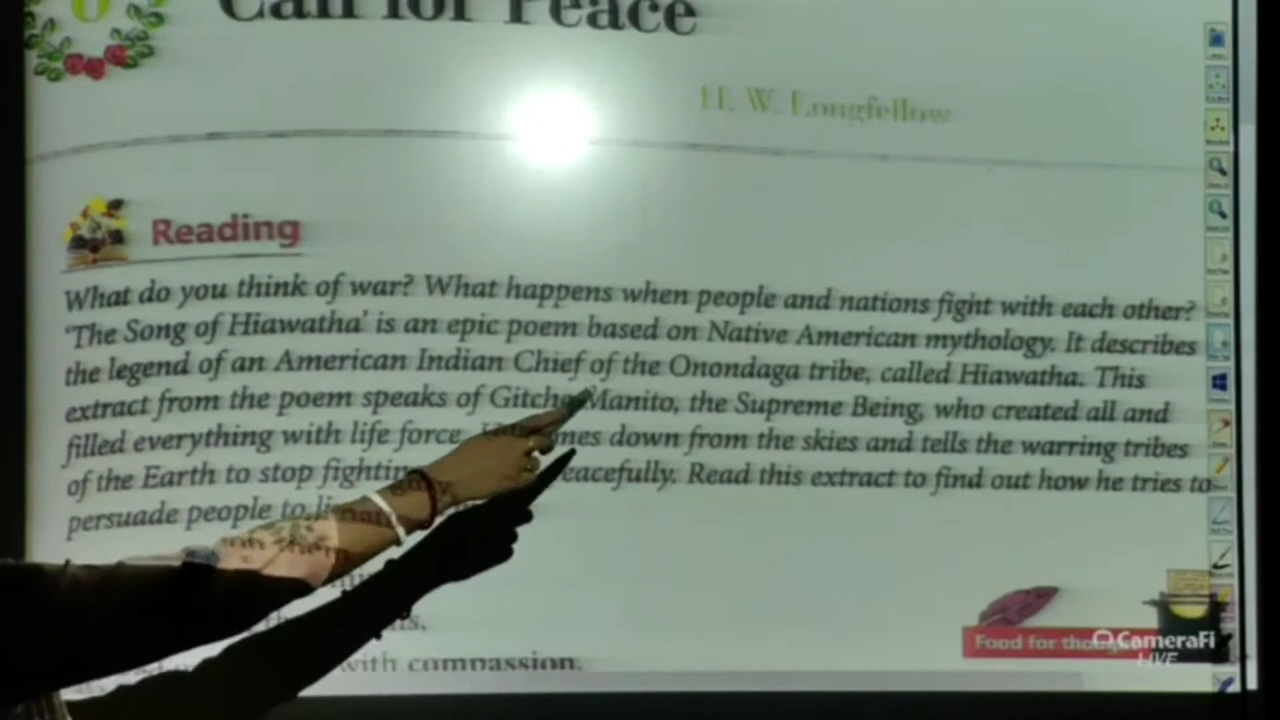 6
Call for Peace
H. W. Longfellow
Reading
What do you think of war? What happens when people and nations fight with each other?
'The Song of Hiawatha' is an epic poem based on Native American mythology. It describes
the legend of an American Indian Chief of the Onondaga tribe, called Hiawatha. This
extract from the poem speaks of Gitche Manito, the Supreme Being, who created all and
filled everything with life force. comes down from the skies and tells the warring tribes
of the Earth to stop fighting peacefully. Read this extract to find out how he tries to
persuade people to
with compassion.
Food for thought
CameraFi
LIVE